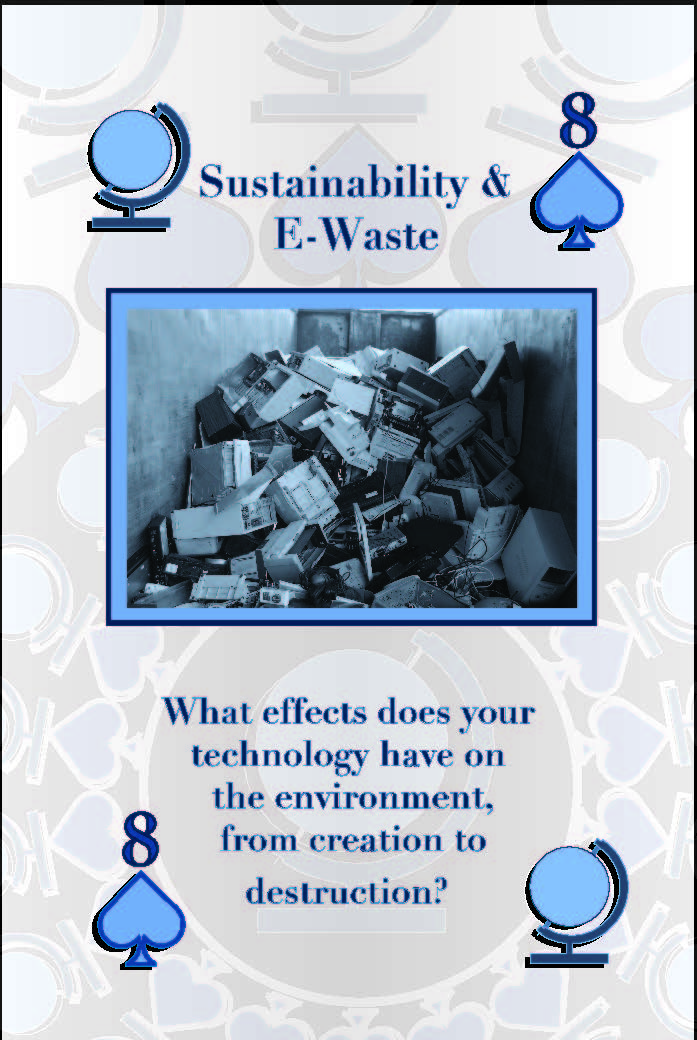 8
Sustainability &
E-Waste
What effects does your
technology have on
the environment,
from creation to
destruction?
8